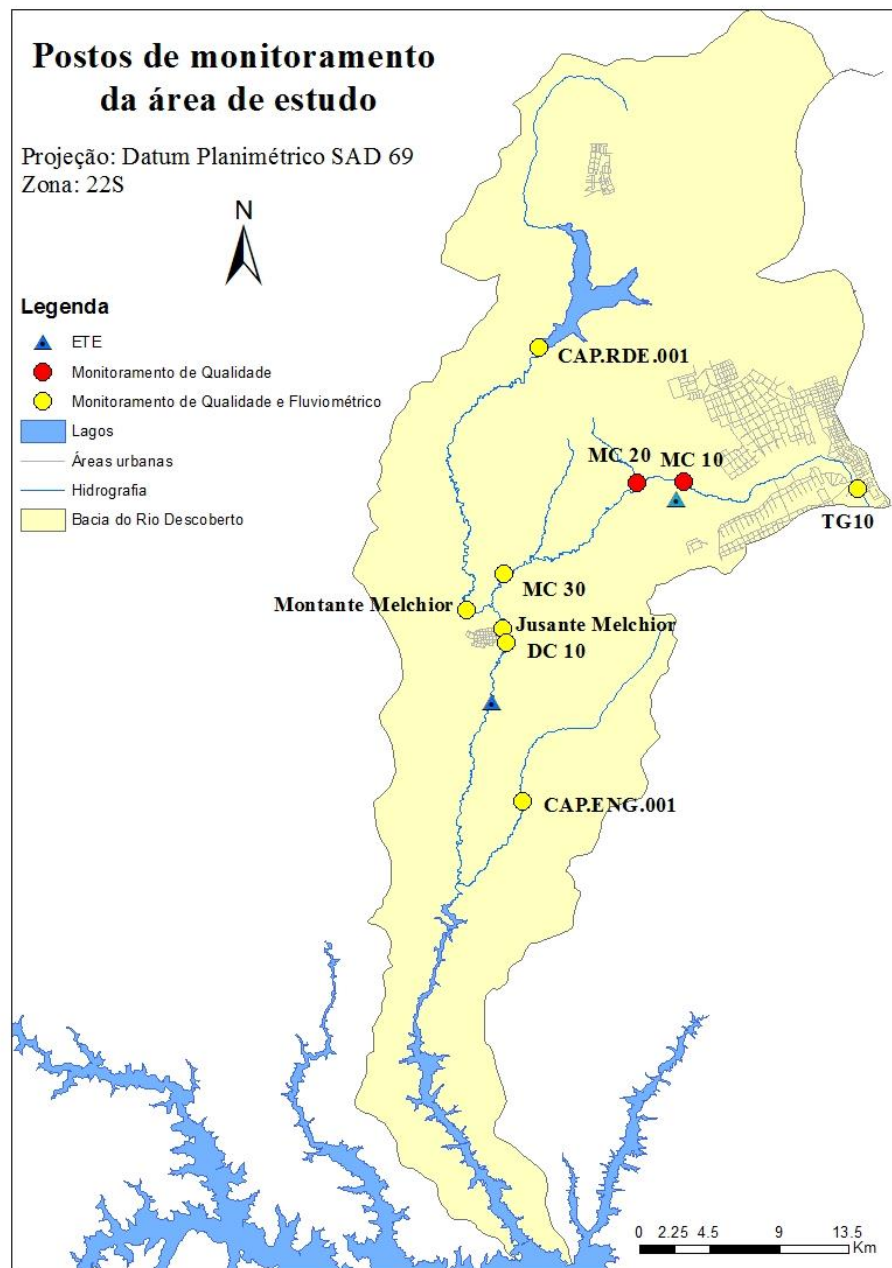 Postos de monitoramento
da área de estudo
Projeção: Datum Planimétrico SAD 69
Zona: 22S
N
Legenda
ETE
Monitoramento de Qualidade
Monitoramento de Qualidade e Fluviométrico
Lagos
Áreas urbanas
Hidrografia
Bacia do Rio Descoberto
CAP.RDE.001
MC 20
MC 10
TG10
MC 30
Montante Melchior
Jusante Melchior
DC 10
CAP.ENG.001
0 2.25 4.5 9 13.5
Km